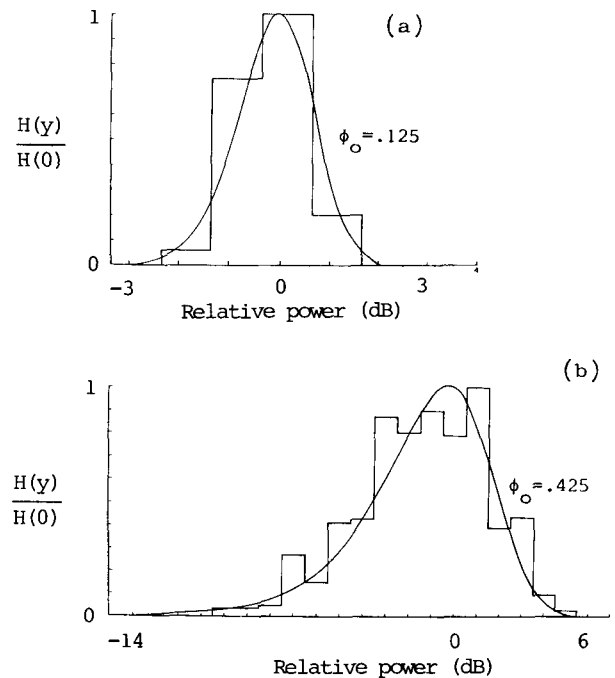 (a)
1
H(y)
H(0)
ϕo=.125
0
-3 0 3
Relative power (dB)
(b)
1
H(y)
H(0)
ϕo=.425
0
-14 0 6
Relative power (dB)